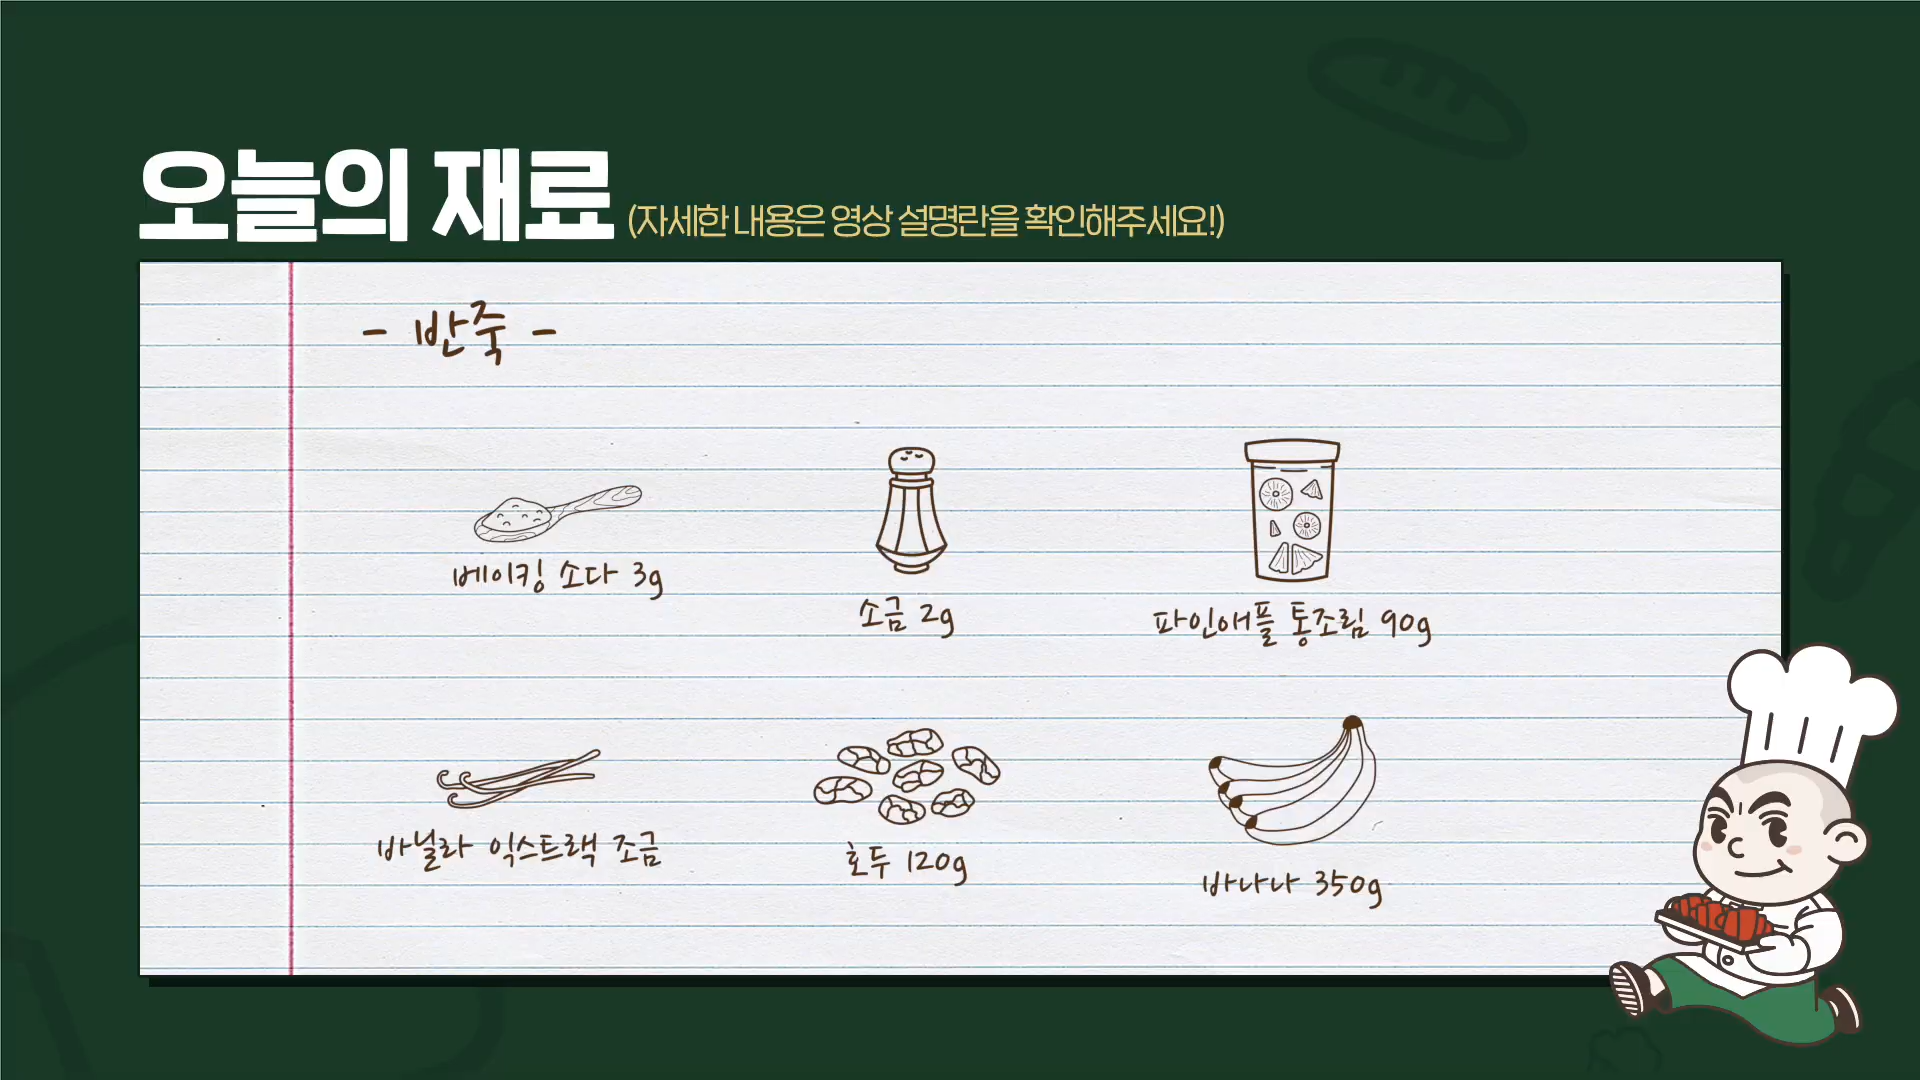 오늘의 재료 (자세한 내용은 영상 설명란을 확인해주세요!)
- 반죽 -
베이킹 소다 3g
소금 2g
파인애플 통조림 90g
바닐라 익스트랙 조금
호두 120g
바나나 350g